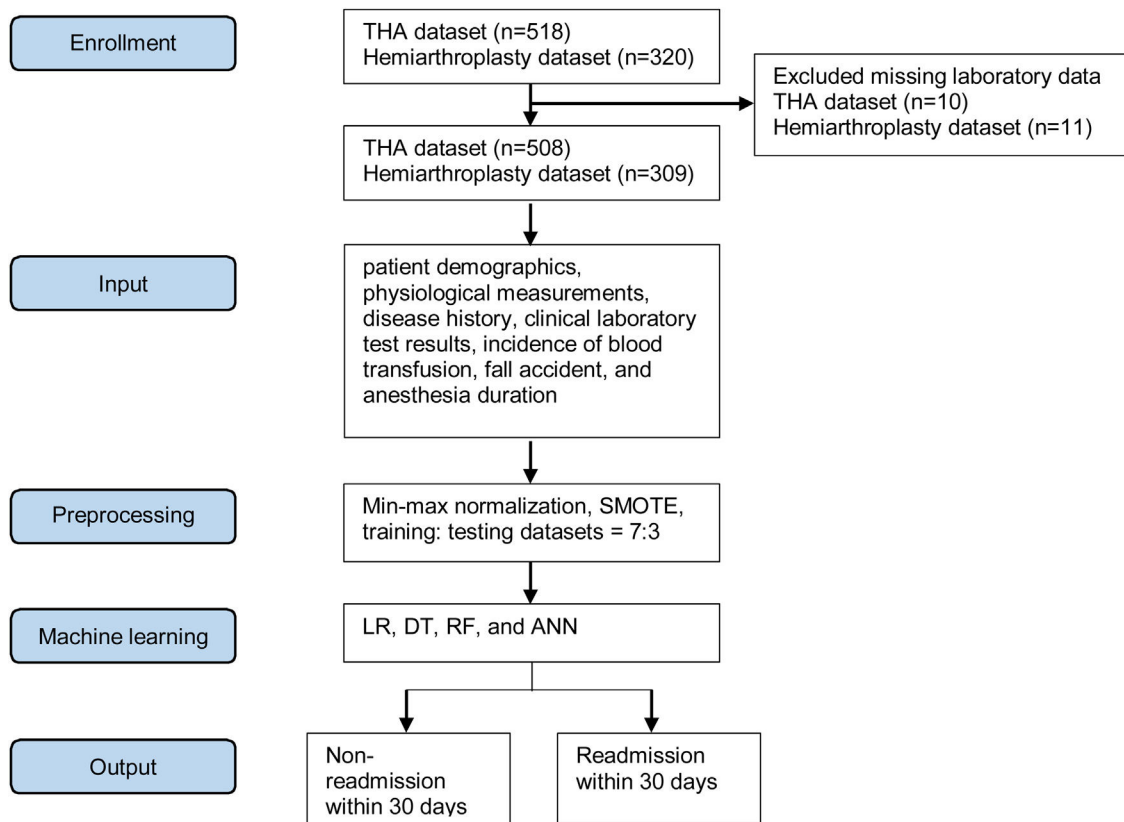 Enrollment
THA dataset (n=518)
Hemiarthroplasty dataset (n=320)
Excluded missing laboratory data
THA dataset (n=10)
Hemiarthroplasty dataset (n=11)
THA dataset (n=508)
Hemiarthroplasty dataset (n=309)
Input
patient demographics,
physiological measurements,
disease history, clinical laboratory
test results, incidence of blood
transfusion, fall accident, and
anesthesia duration
Preprocessing
Min-max normalization, SMOTE,
training: testing datasets = 7:3
Machine learning
LR, DT, RF, and ANN
Output
Non-
readmission
within 30 days
Readmission
within 30 days